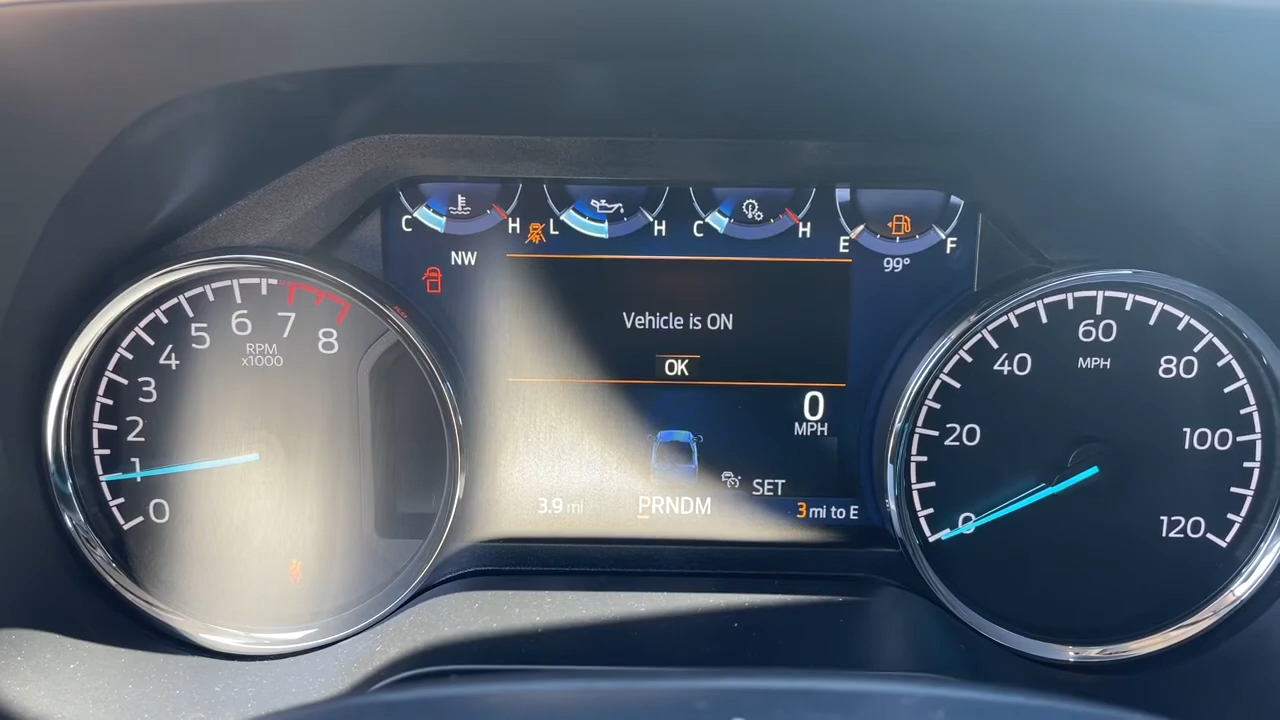 C H L H C H E F
NW
99°
Vehicle is ON
OK
0
MPH
SET
3.9 mi
PRNDM
3 mi to E
0 1 2 3 4 5 6 7 8
RPM
x1000
0 20 40 60 80 100 120
MPH